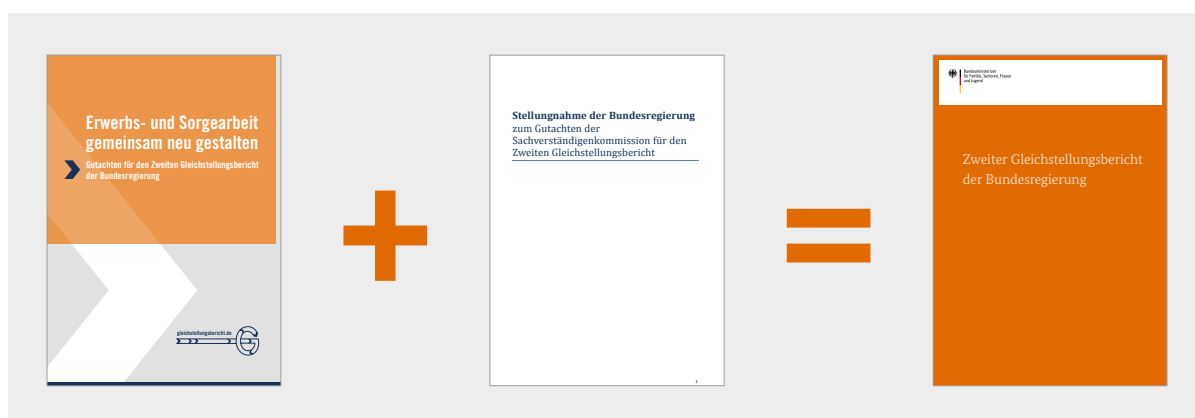 Erwerbs- und Sorgearbeit
gemeinsam neu gestalten
Gutachten für den Zweiten Gleichstellungsbericht
der Bundesregierung
gleichstellungsbericht.de
Stellungnahme der Bundesregierung
zum Gutachten der
Sachverständigenkommission für den
Zweiten Gleichstellungsbericht
1
Bundesministerium
für Familie, Senioren, Frauen
und Jugend
Zweiter Gleichstellungsbericht
der Bundesregierung